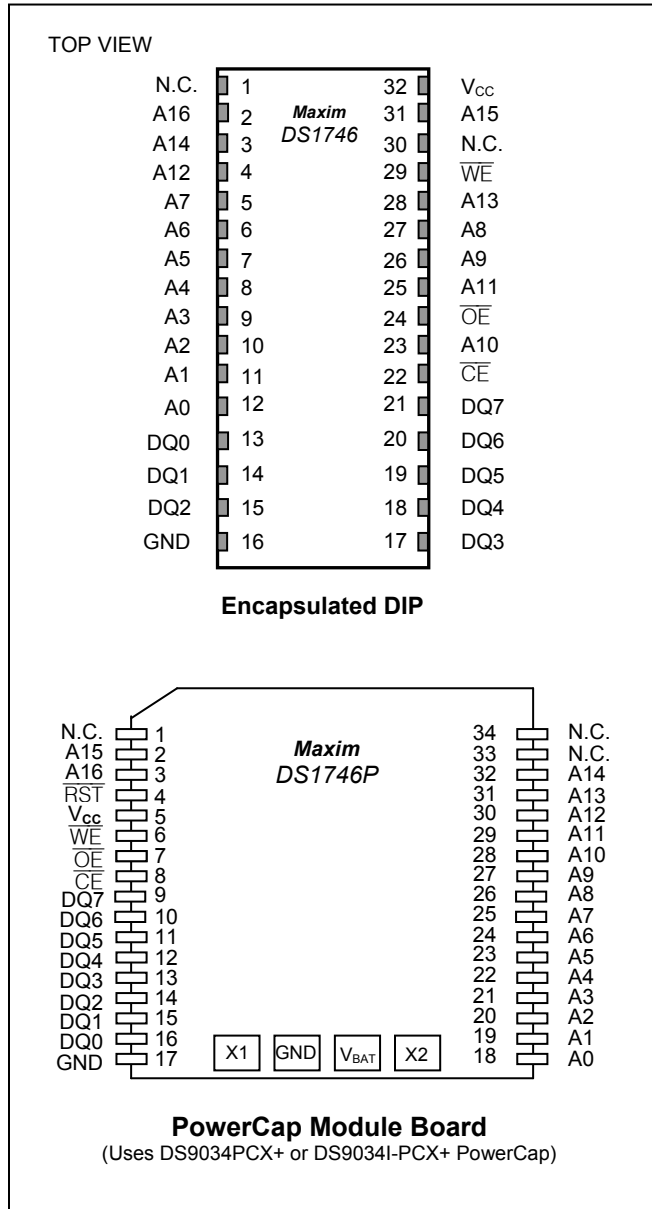 TOP VIEW
N.C. 1 Maxim 32 VCC
A16 2 DS1746 31 A15
A14 3 30 N.C.
A12 4 29 W̅E̅
A7 5 28 A13
A6 6 27 A8
A5 7 26 A9
A4 8 25 A11
A3 9 24 O̅E̅
A2 10 23 A10
A1 11 22 C̅E̅
A0 12 21 DQ7
DQ0 13 20 DQ6
DQ1 14 19 DQ5
DQ2 15 18 DQ4
GND 16 17 DQ3
Encapsulated DIP
N.C. 1 Maxim 34 N.C.
A15 2 DS1746P 33 N.C.
A16 3 32 A14
R̅S̅T̅ 4 31 A13
Vcc 5 30 A12
W̅E̅ 6 29 A11
O̅E̅ 7 28 A10
C̅E̅ 8 27 A9
DQ7 9 26 A8
DQ6 10 25 A7
DQ5 11 24 A6
DQ4 12 23 A5
DQ3 13 22 A4
DQ2 14 21 A3
DQ1 15 20 A2
DQ0 16 19 A1
GND 17 X1 GND VBAT X2 18 A0
PowerCap Module Board
(Uses DS9034PCX+ or DS9034I-PCX+ PowerCap)